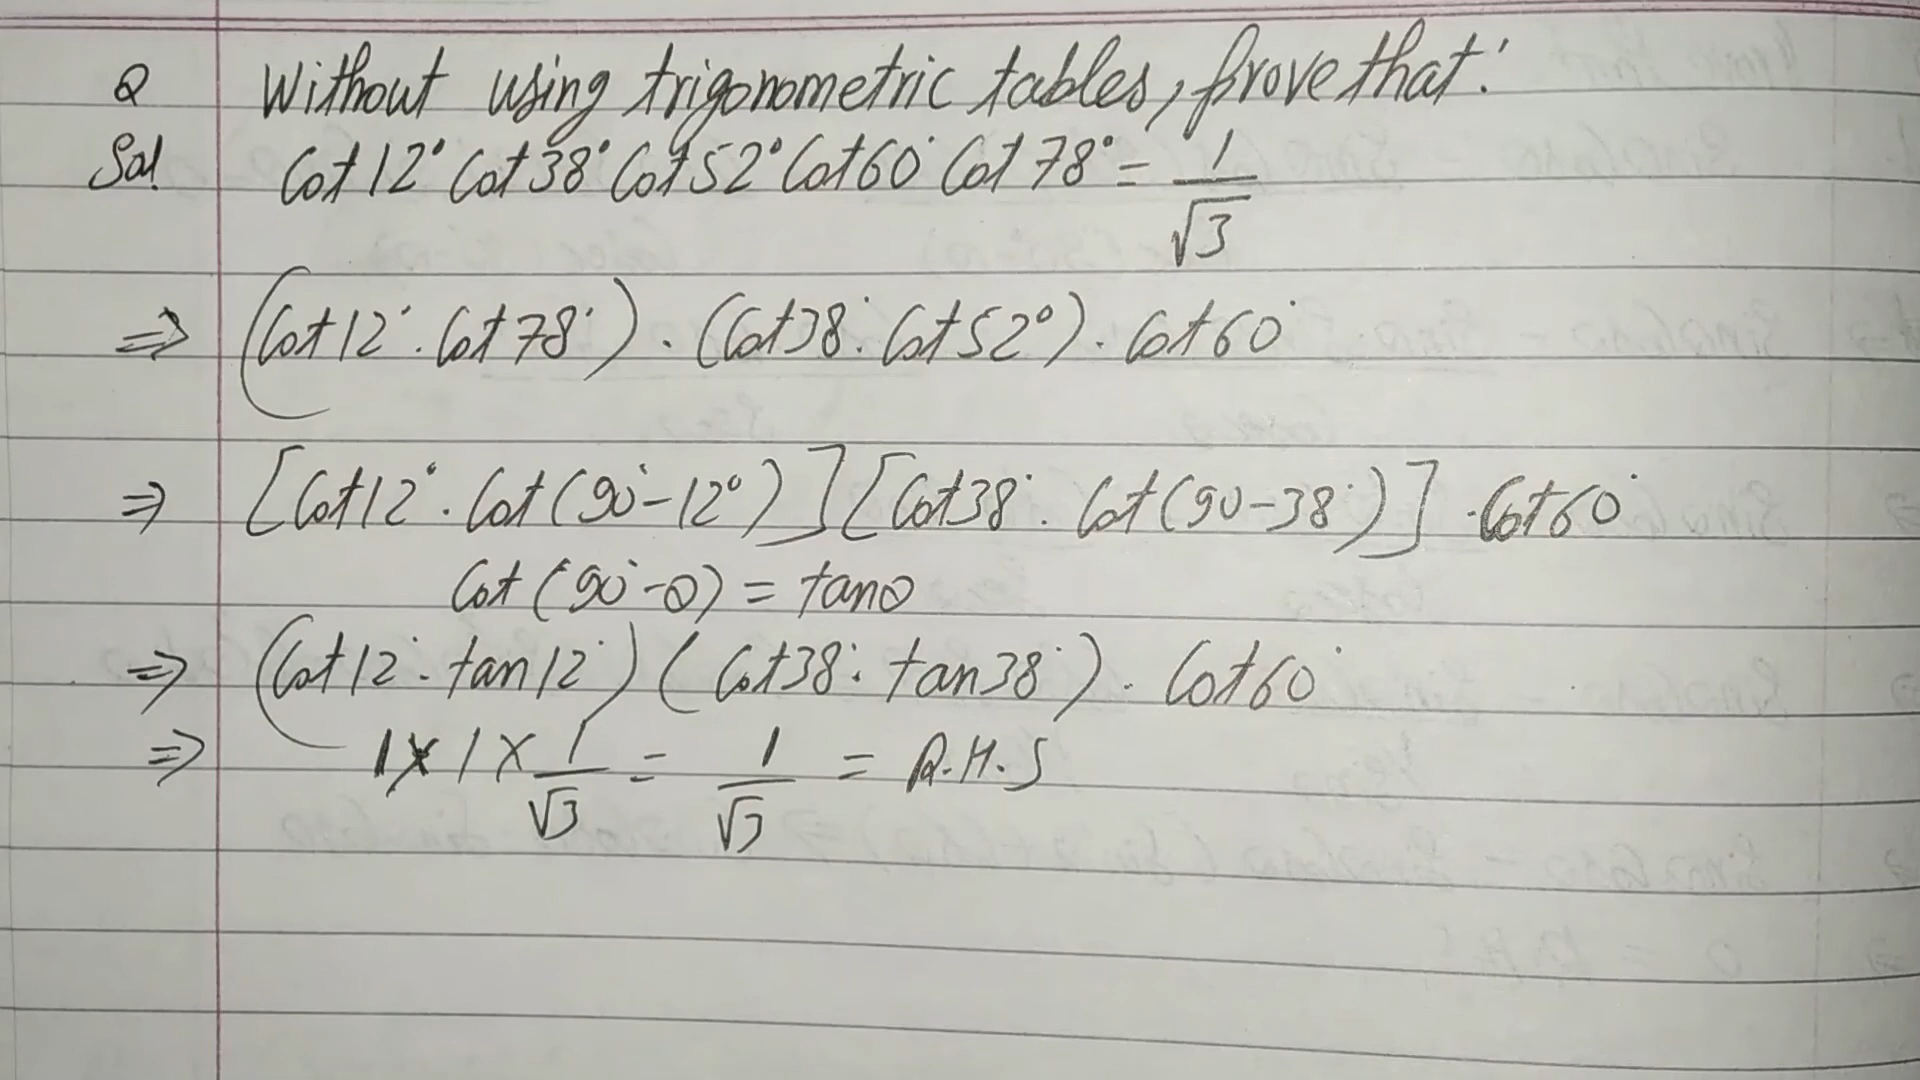 Q Without using trigonometric tables, prove that:
Sol Cot 12° Cot 38° Cot 52° Cot 60° Cot 78° = 1/√3
⇒ (Cot 12° . Cot 78°) . (Cot 38° . Cot 52°) . Cot 60°
⇒ [Cot 12° . Cot (90° - 12°)] [Cot 38° . Cot (90 - 38°)] . Cot 60°
Cot (90° - θ) = tan θ
⇒ (Cot 12° . tan 12°) (Cot 38° . tan 38°) . Cot 60°
⇒ 1 × 1 × 1/√3 = 1/√3 = R.H.S